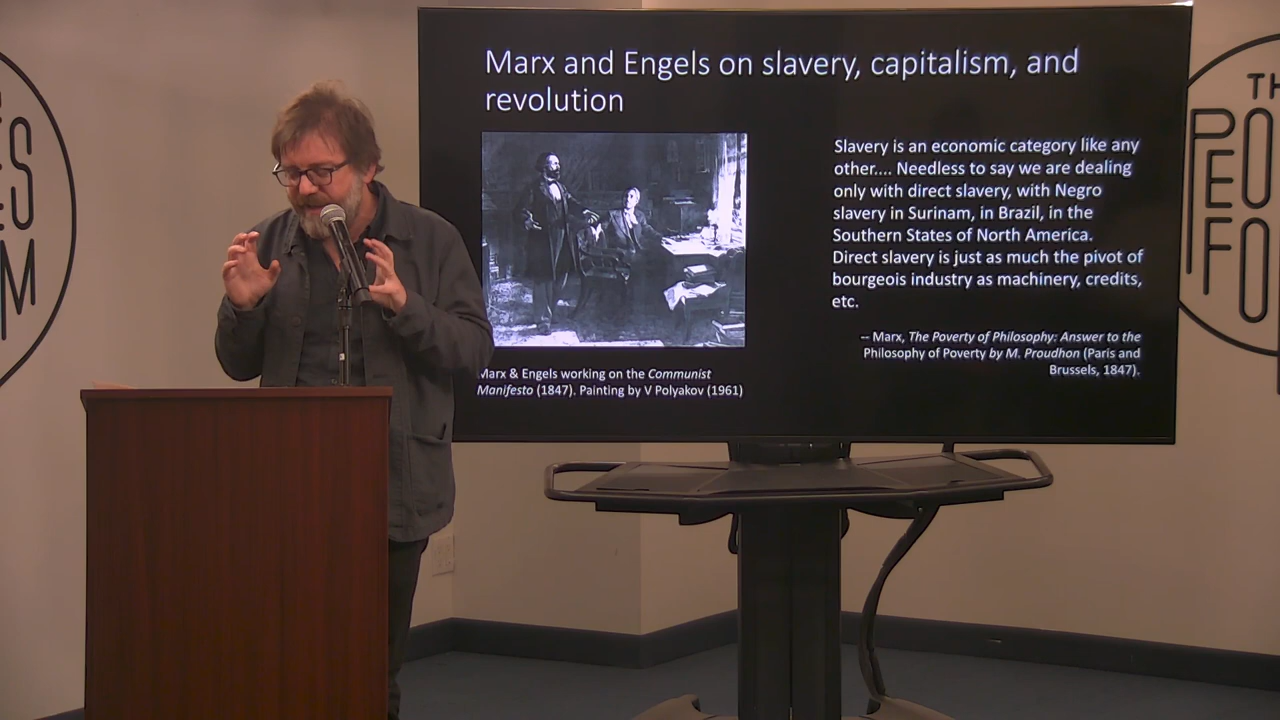 Marx and Engels on slavery, capitalism, and
revolution
Slavery is an economic category like any
other.... Needless to say we are dealing
only with direct slavery, with Negro
slavery in Surinam, in Brazil, in the
Southern States of North America.
Direct slavery is just as much the pivot of
bourgeois industry as machinery, credits,
etc.
-- Marx, The Poverty of Philosophy: Answer to the
Philosophy of Poverty by M. Proudhon (Paris and
Brussels, 1847).
Marx & Engels working on the Communist
Manifesto (1847). Painting by V Polyakov (1961)